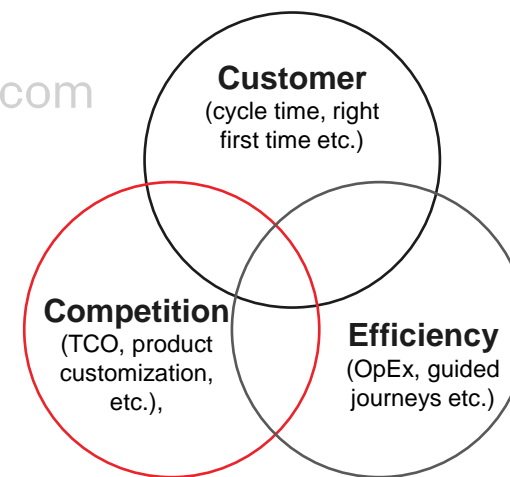 com
Customer
(cycle time, right
first time etc.)
Competition
(TCO, product
customization,
etc.),
Efficiency
(OpEx, guided
journeys etc.)